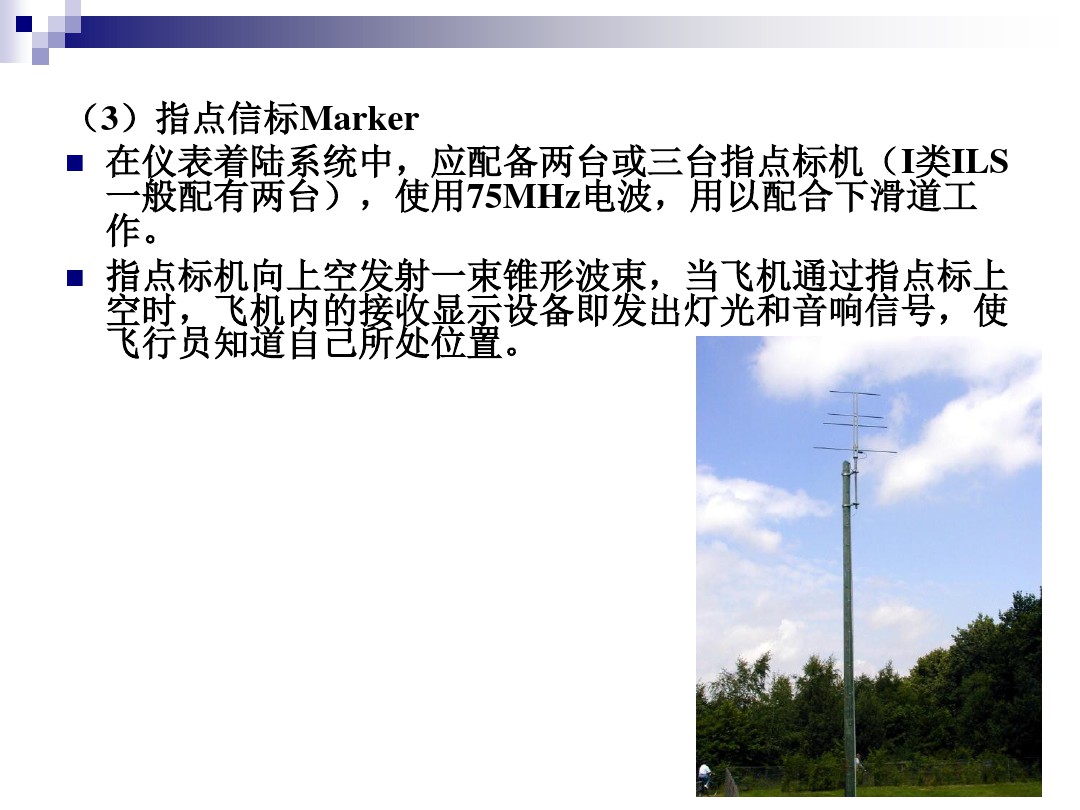 （3）指点信标Marker
在仪表着陆系统中，应配备两台或三台指点标机（I类ILS
一般配有两台），使用75MHz电波，用以配合下滑道工
作。
指点标机向上空发射一束锥形波束，当飞机通过指点标上
空时，飞机内的接收显示设备即发出灯光和音响信号，使
飞行员知道自己所处位置。